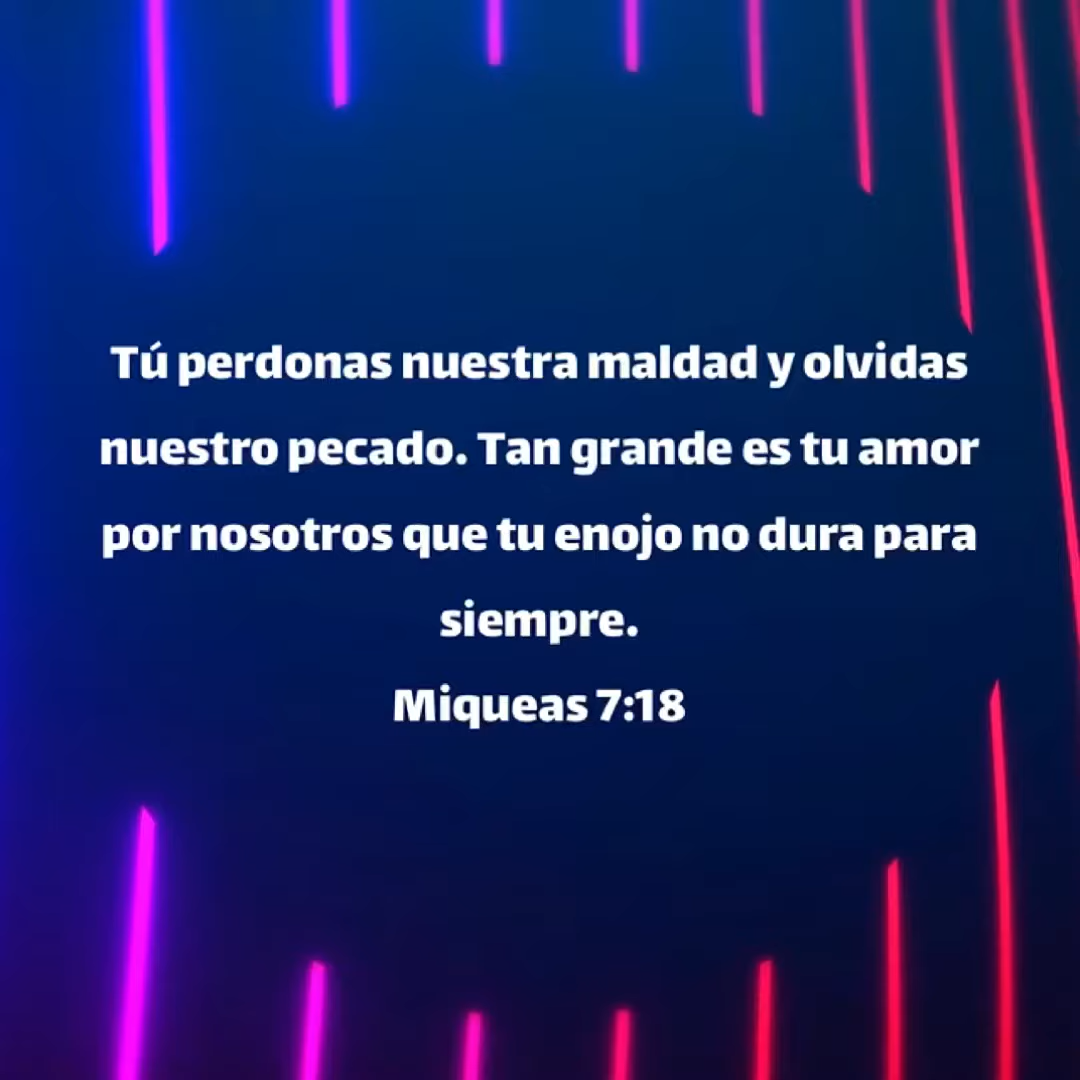 Tú perdonas nuestra maldad y olvidas
nuestro pecado. Tan grande es tu amor
por nosotros que tu enojo no dura para
siempre.
Miqueas 7:18